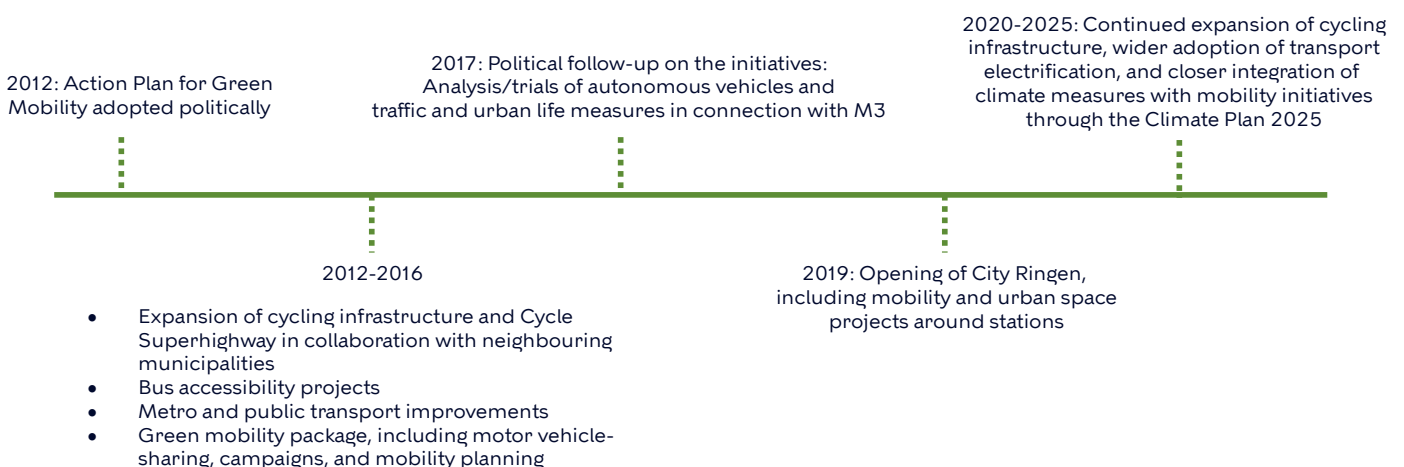 2012: Action Plan for Green
Mobility adopted politically
2012-2016
• Expansion of cycling infrastructure and Cycle
Superhighway in collaboration with neighbouring
municipalities
• Bus accessibility projects
• Metro and public transport improvements
• Green mobility package, including motor vehicle-
sharing, campaigns, and mobility planning
2017: Political follow-up on the initiatives:
Analysis/trials of autonomous vehicles and
traffic and urban life measures in connection with M3
2019: Opening of City Ringen,
including mobility and urban space
projects around stations
2020-2025: Continued expansion of cycling
infrastructure, wider adoption of transport
electrification, and closer integration of
climate measures with mobility initiatives
through the Climate Plan 2025